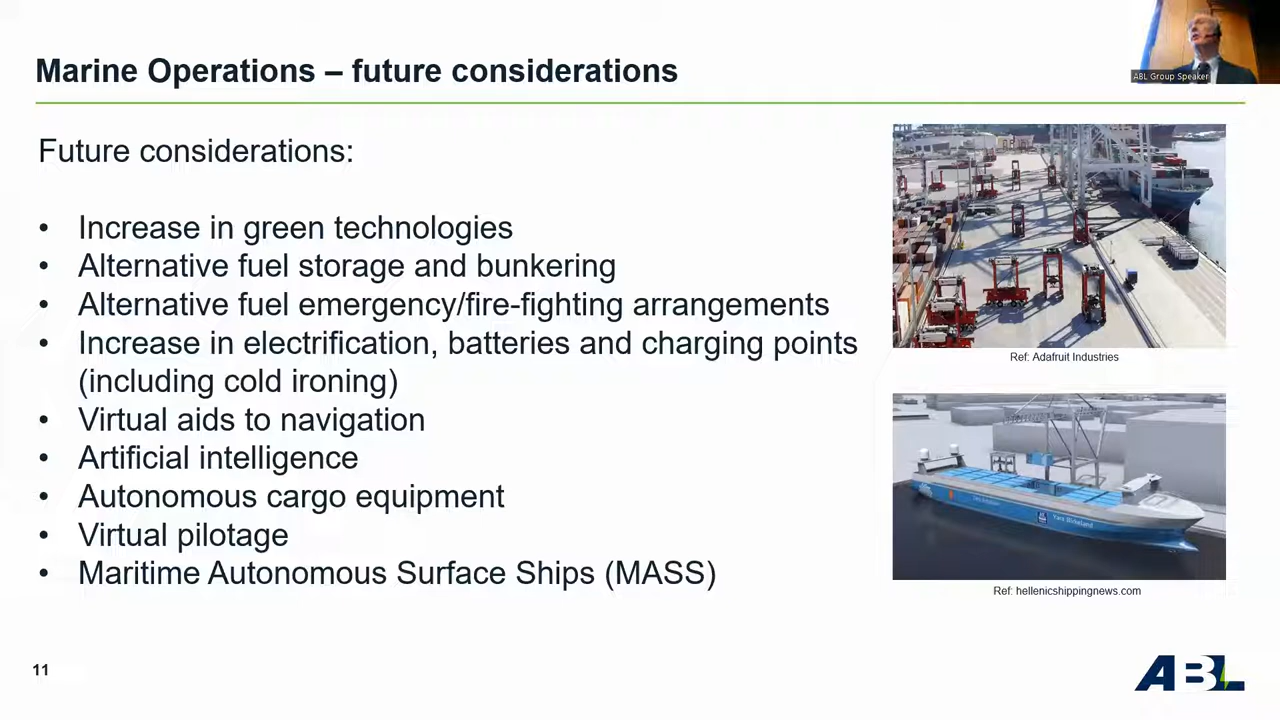 Marine Operations – future considerations
ABL Group Speaker
Future considerations:
• Increase in green technologies
• Alternative fuel storage and bunkering
• Alternative fuel emergency/fire-fighting arrangements
• Increase in electrification, batteries and charging points
(including cold ironing)
• Virtual aids to navigation
• Artificial intelligence
• Autonomous cargo equipment
• Virtual pilotage
• Maritime Autonomous Surface Ships (MASS)
Ref: Adafruit Industries
Yara Birkeland
Ref: hellenicshippingnews.com
11
ABL